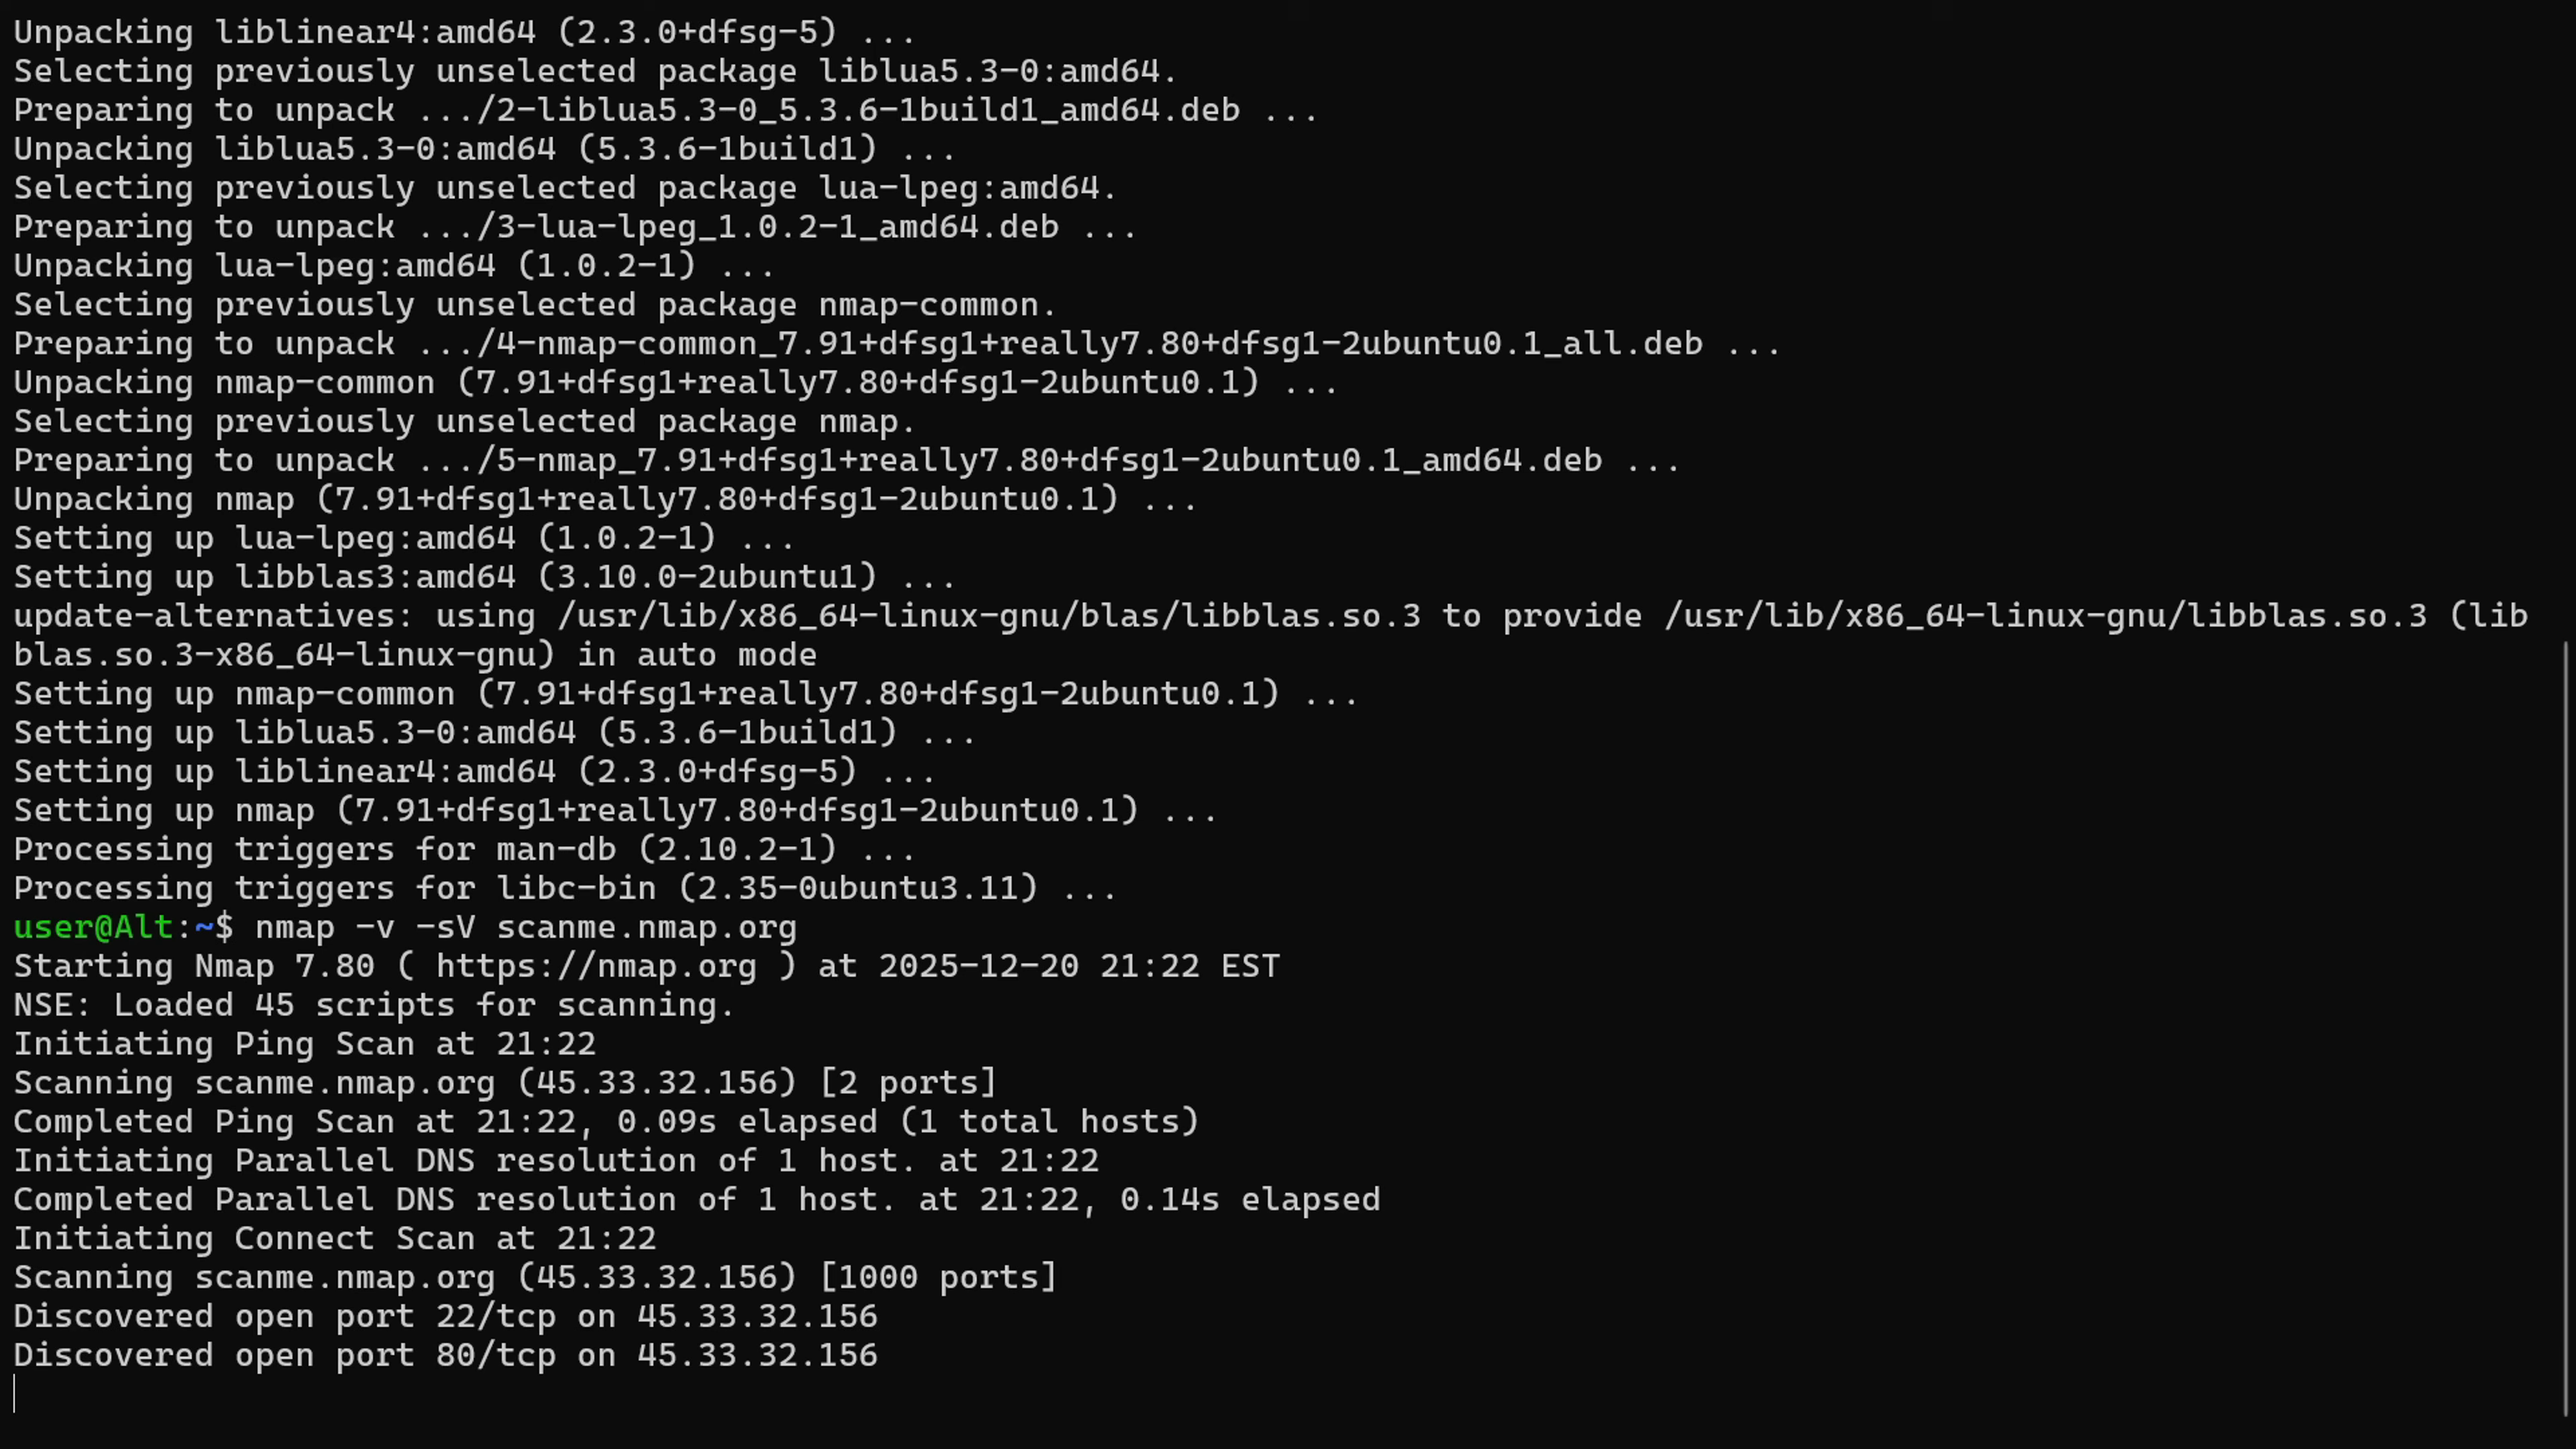 Unpacking liblinear4:amd64 (2.3.0+dfsg-5) ...
Selecting previously unselected package liblua5.3-0:amd64.
Preparing to unpack .../2-liblua5.3-0_5.3.6-1build1_amd64.deb ...
Unpacking liblua5.3-0:amd64 (5.3.6-1build1) ...
Selecting previously unselected package lua-lpeg:amd64.
Preparing to unpack .../3-lua-lpeg_1.0.2-1_amd64.deb ...
Unpacking lua-lpeg:amd64 (1.0.2-1) ...
Selecting previously unselected package nmap-common.
Preparing to unpack .../4-nmap-common_7.91+dfsg1+really7.80+dfsg1-2ubuntu0.1_all.deb ...
Unpacking nmap-common (7.91+dfsg1+really7.80+dfsg1-2ubuntu0.1) ...
Selecting previously unselected package nmap.
Preparing to unpack .../5-nmap_7.91+dfsg1+really7.80+dfsg1-2ubuntu0.1_amd64.deb ...
Unpacking nmap (7.91+dfsg1+really7.80+dfsg1-2ubuntu0.1) ...
Setting up lua-lpeg:amd64 (1.0.2-1) ...
Setting up libblas3:amd64 (3.10.0-2ubuntu1) ...
update-alternatives: using /usr/lib/x86_64-linux-gnu/blas/libblas.so.3 to provide /usr/lib/x86_64-linux-gnu/libblas.so.3 (lib
blas.so.3-x86_64-linux-gnu) in auto mode
Setting up nmap-common (7.91+dfsg1+really7.80+dfsg1-2ubuntu0.1) ...
Setting up liblua5.3-0:amd64 (5.3.6-1build1) ...
Setting up liblinear4:amd64 (2.3.0+dfsg-5) ...
Setting up nmap (7.91+dfsg1+really7.80+dfsg1-2ubuntu0.1) ...
Processing triggers for man-db (2.10.2-1) ...
Processing triggers for libc-bin (2.35-0ubuntu3.11) ...
user@Alt:~$ nmap -v -sV scanme.nmap.org
Starting Nmap 7.80 ( https://nmap.org ) at 2025-12-20 21:22 EST
NSE: Loaded 45 scripts for scanning.
Initiating Ping Scan at 21:22
Scanning scanme.nmap.org (45.33.32.156) [2 ports]
Completed Ping Scan at 21:22, 0.09s elapsed (1 total hosts)
Initiating Parallel DNS resolution of 1 host. at 21:22
Completed Parallel DNS resolution of 1 host. at 21:22, 0.14s elapsed
Initiating Connect Scan at 21:22
Scanning scanme.nmap.org (45.33.32.156) [1000 ports]
Discovered open port 22/tcp on 45.33.32.156
Discovered open port 80/tcp on 45.33.32.156